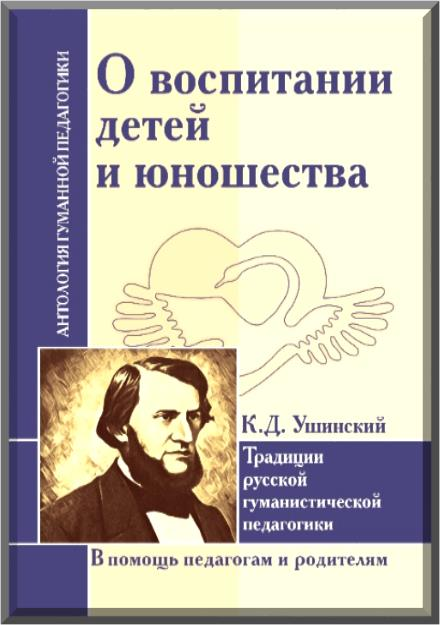 АНТОЛОГИЯ ГУМАННОЙ ПЕДАГОГИКИ
О воспитании
детей
и юношества
К.Д. Ушинский
Традиции
русской
гуманистической
педагогики
В помощь педагогам и родителям